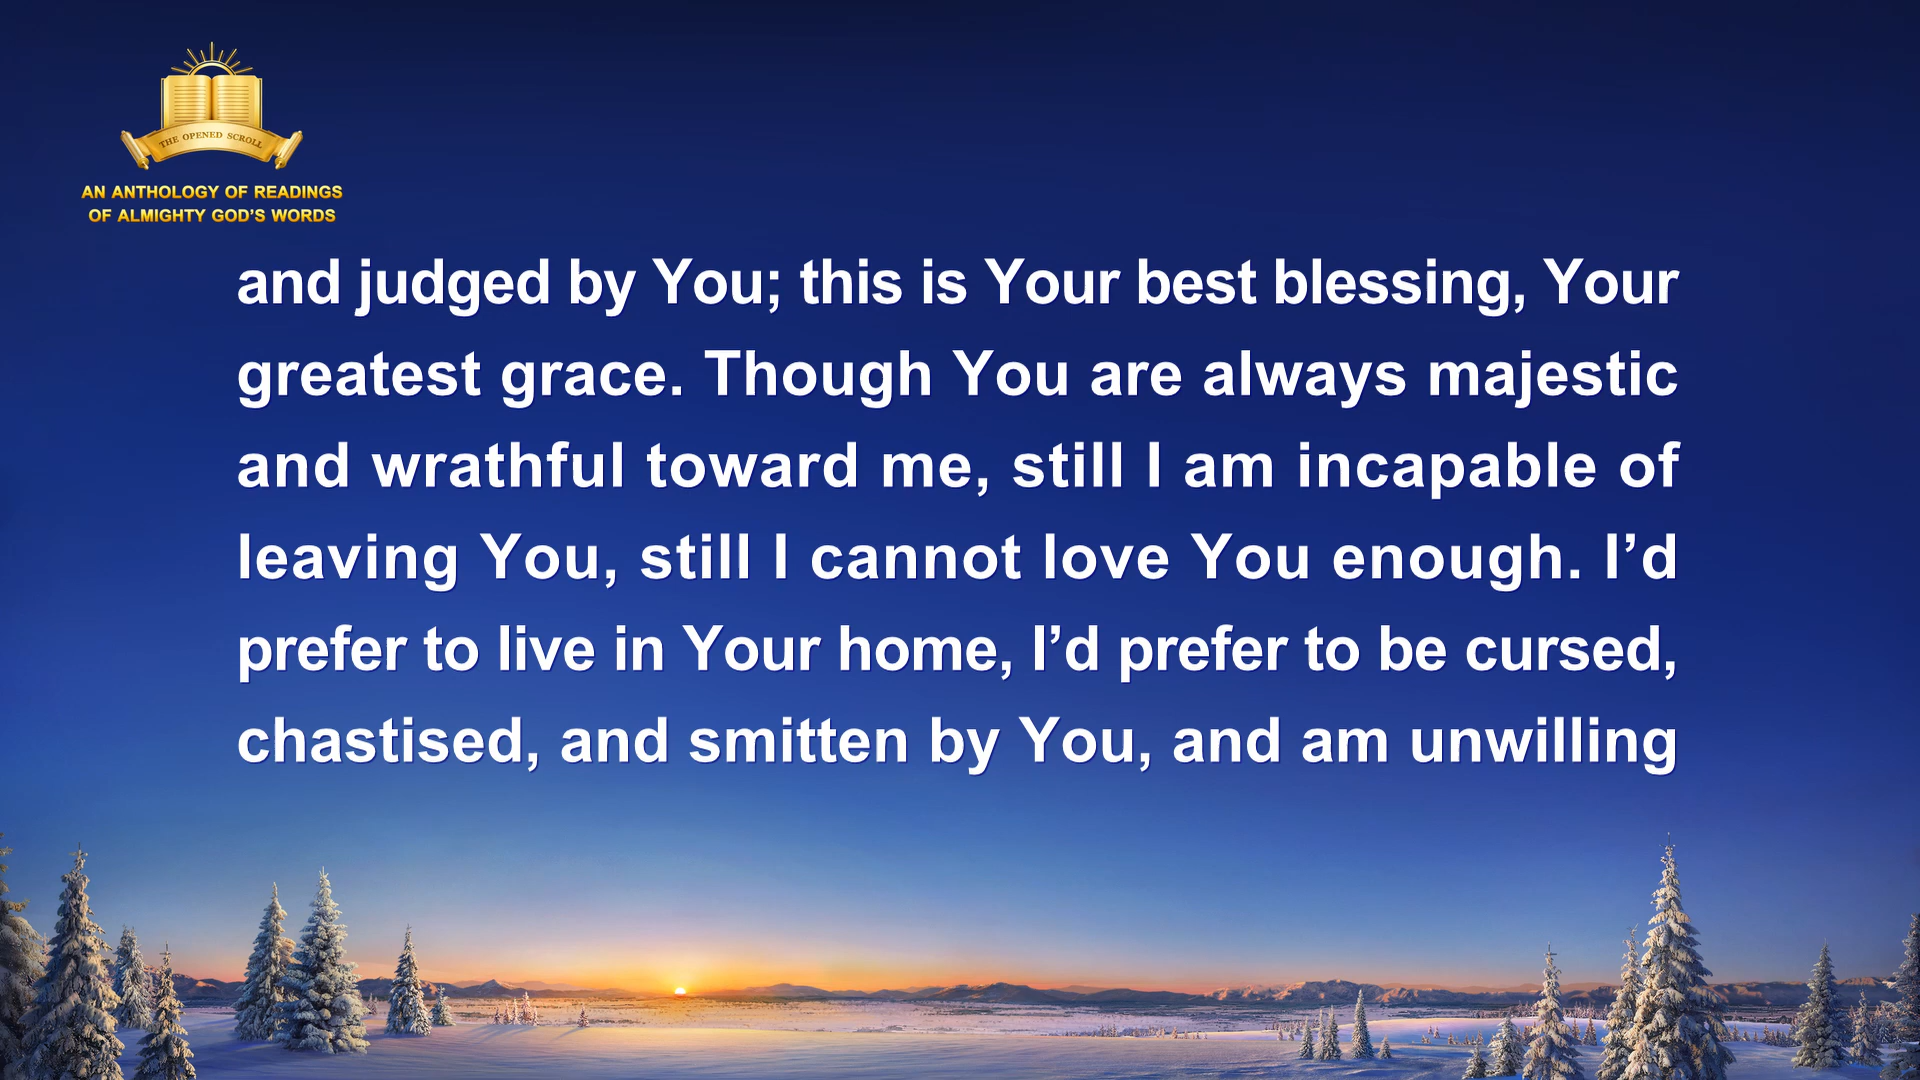 THE OPENED SCROLL
AN ANTHOLOGY OF READINGS
OF ALMIGHTY GOD’S WORDS
and judged by You; this is Your best blessing, Your
greatest grace. Though You are always majestic
and wrathful toward me, still I am incapable of
leaving You, still I cannot love You enough. I’d
prefer to live in Your home, I’d prefer to be cursed,
chastised, and smitten by You, and am unwilling